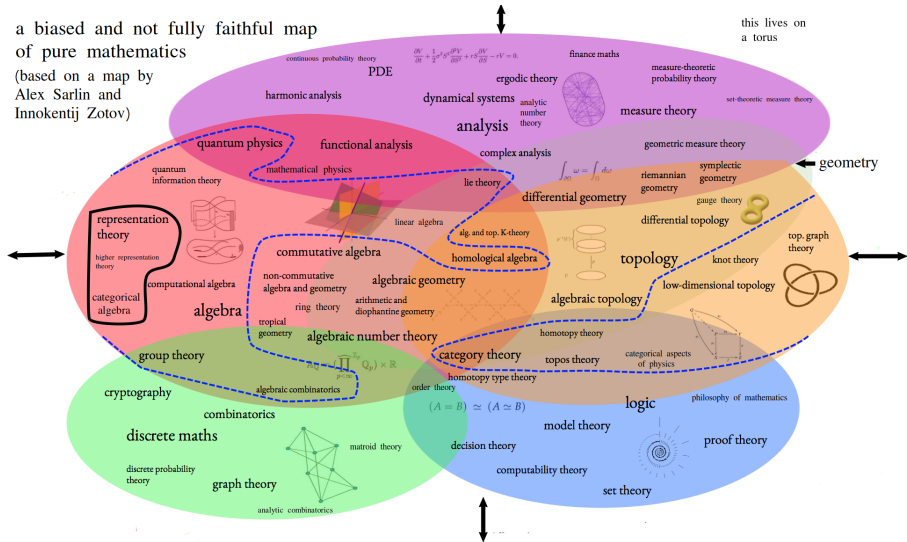 a biased and not fully faithful map
of pure mathematics
(based on a map by
Alex Sarlin and
Innokentij Zotov)
this lives on
a torus
continuous probability theory
PDE
finance maths
ergodic theory
measure-theoretic
probability theory
harmonic analysis
dynamical systems
analytic
number
theory
measure theory
set-theoretic measure theory
analysis
quantum physics
functional analysis
complex analysis
geometric measure theory
geometry
quantum
information theory
mathematical physics
lie theory
riemannian
geometry
symplectic
geometry
differential geometry
gauge theory
representation
theory
linear algebra
differential topology
alg. and top. K-theory
top. graph
theory
higher representation
theory
commutative algebra
homological algebra
topology
knot theory
computational algebra
non-commutative
algebra and geometry
algebraic geometry
low-dimensional topology
categorical
algebra
algebra
ring theory
arithmetic and
diophantine geometry
algebraic topology
tropical
geometry
algebraic number theory
homotopy theory
group theory
category theory
topos theory
categorical aspects
of physics
cryptography
algebraic combinatorics
order theory
homotopy type theory
philosophy of mathematics
combinatorics
(A = B) ≃ (A ≃ B)
logic
discrete maths
model theory
matroid theory
decision theory
proof theory
discrete probability
theory
graph theory
computability theory
set theory
analytic combinatorics